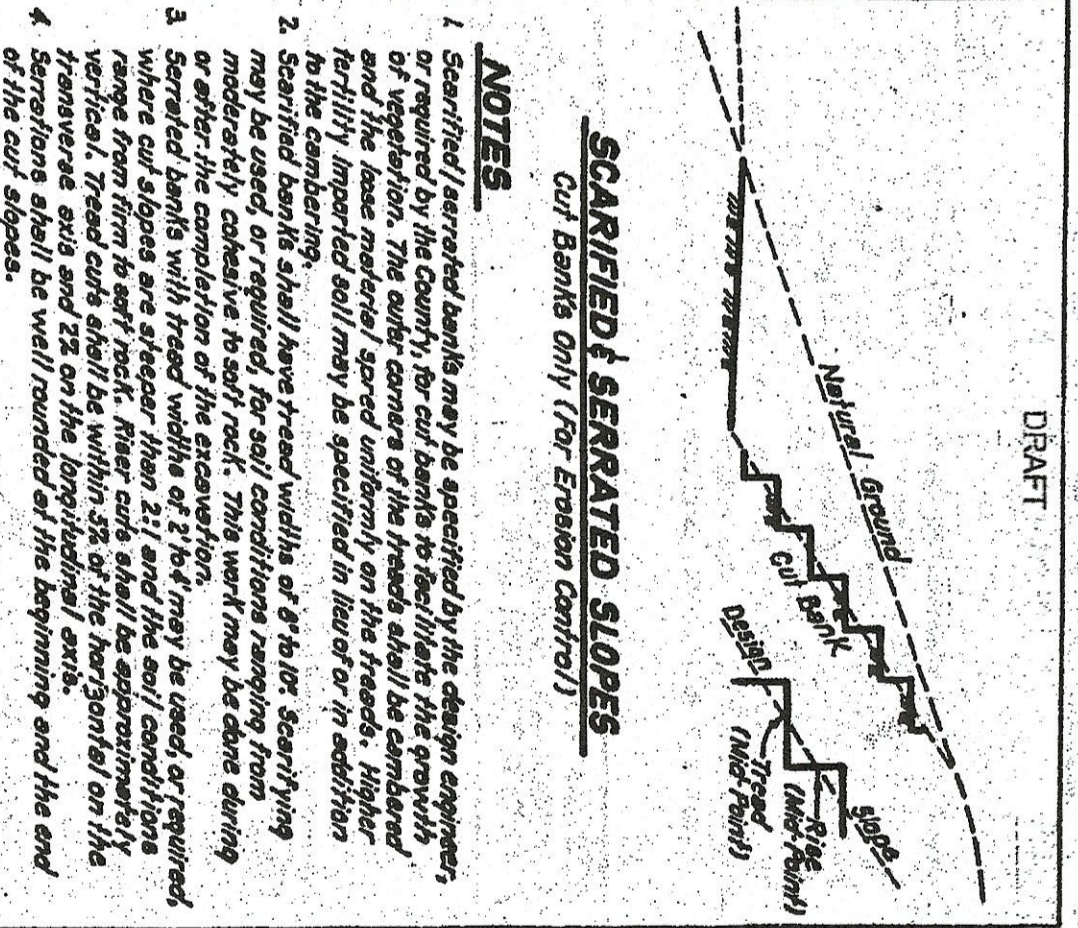 DRAFT
Natural Ground
Cut Bank
Design
Slope
Rise
(Mid-Point)
Tread
(Mid-Point)
SCARIFIED & SERRATED SLOPES
Cut Banks Only (For Erosion Control)
NOTES
1 Scarified/serrated banks may be specified by the design engineer,
or required by the County, for cut banks to facilitate the growth
of vegetation. The outer corners of the treads shall be cambered
and the loose material spred uniformly on the treads. Higher
fertility imparted soil may be specified in lieu of or in addition
to the cambering.
2. Scarified banks shall have tread widths of 8" to 10". Scarifying
may be used, or required, for soil conditions ranging from
moderately cohesive to soft rock. This work may be done during
or after the completion of the excavation.
3 Serrated banks with tread widths of 2' to 4' may be used, or required,
where cut slopes are steeper than 2:1 and the soil conditions
range from firm to soft rock. Riser cuts shall be approximately
vertical. Tread cuts shall be within 5% of the horizontal on the
transverse axis and 2% on the longitudinal axis.
4 Serrations shall be well rounded at the beginning and the end
of the cut slopes.